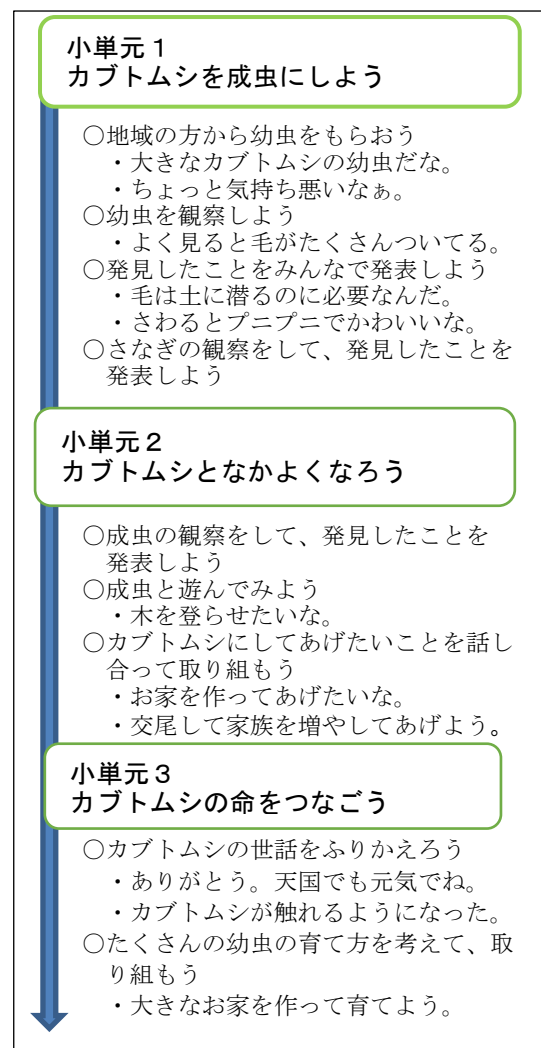 小単元１
カブトムシを成虫にしよう
○地域の方から幼虫をもらおう
・大きなカブトムシの幼虫だな。
・ちょっと気持ち悪いなぁ。
○幼虫を観察しよう
・よく見ると毛がたくさんついてる。
○発見したことをみんなで発表しよう
・毛は土に潜るのに必要なんだ。
・さわるとプニプニでかわいいな。
○さなぎの観察をして、発見したことを
発表しよう
小単元２
カブトムシとなかよくなろう
○成虫の観察をして、発見したことを
発表しよう
○成虫と遊んでみよう
・木を登らせたいな。
○カブトムシにしてあげたいことを話し
合って取り組もう
・お家を作ってあげたいな。
・交尾して家族を増やしてあげよう。
小単元３
カブトムシの命をつなごう
○カブトムシの世話をふりかえろう
・ありがとう。天国でも元気でね。
・カブトムシが触れるようになった。
○たくさんの幼虫の育て方を考えて、取
り組もう
・大きなお家を作って育てよう。